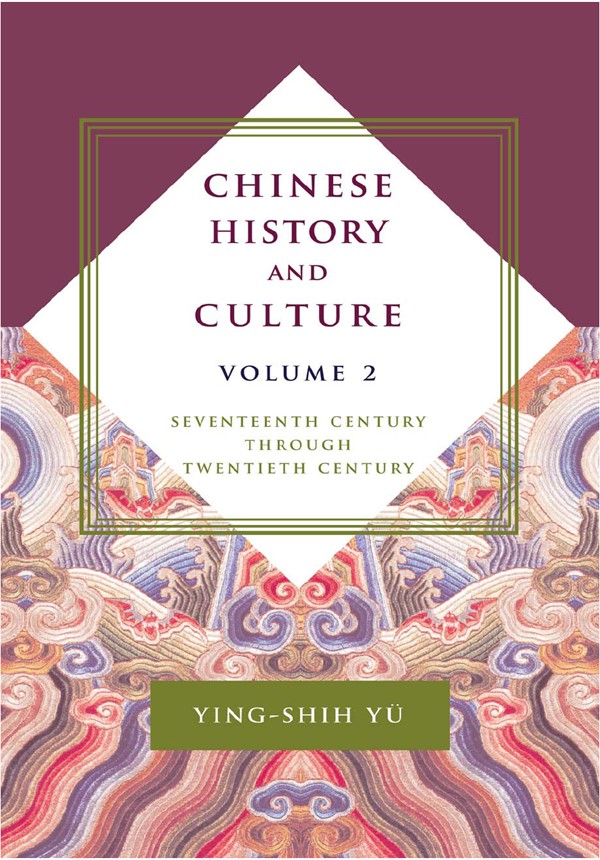 CHINESE
HISTORY
AND
CULTURE
VOLUME 2
SEVENTEENTH CENTURY
THROUGH
TWENTIETH CENTURY
YING-SHIH YÜ